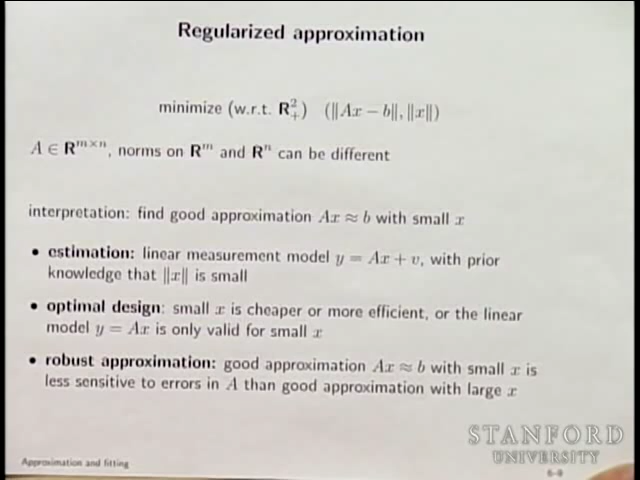 Regularized approximation
minimize (w.r.t. R²₊) (‖Ax − b‖, ‖x‖)
A ∈ R^{m×n}, norms on R^m and R^n can be different
interpretation: find good approximation Ax ≈ b with small x
• estimation: linear measurement model y = Ax + v, with prior
knowledge that ‖x‖ is small
• optimal design: small x is cheaper or more efficient, or the linear
model y = Ax is only valid for small x
• robust approximation: good approximation Ax ≈ b with small x is
less sensitive to errors in A than good approximation with large x
STANFORD
UNIVERSITY
Approximation and fitting